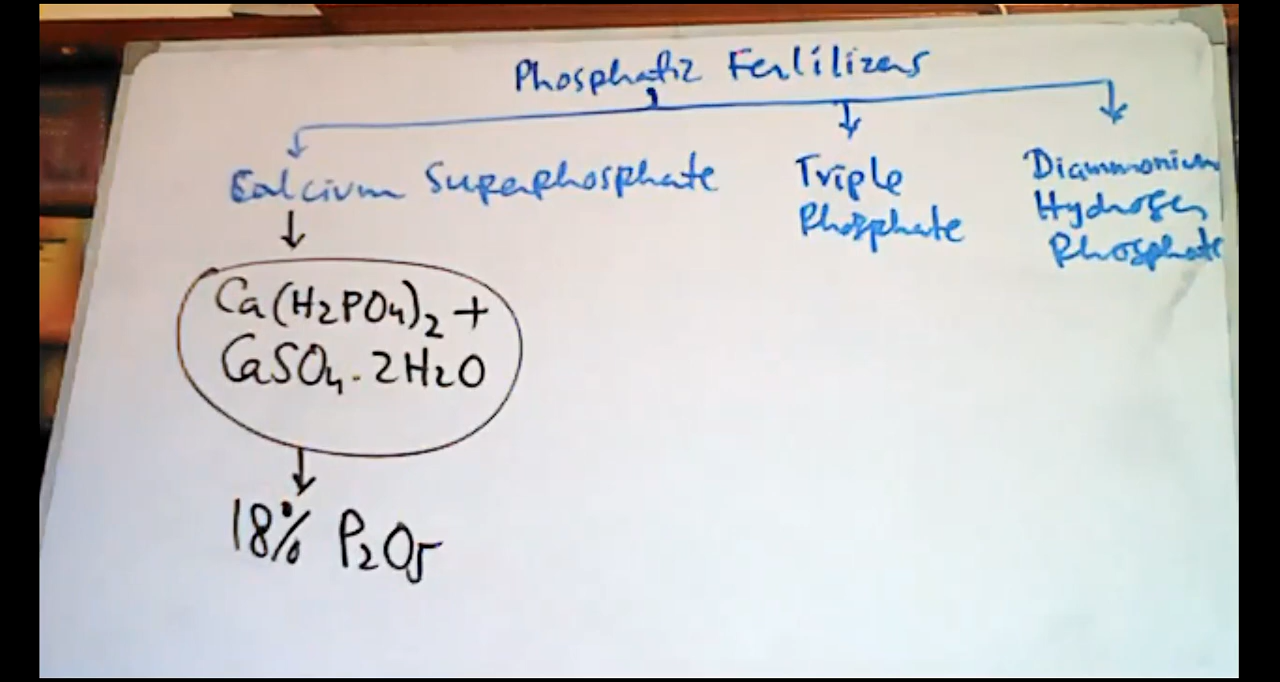 Phosphatiz Fertilizers
Calcium Superphosphate
Triple
Phosphate
Diammonium
Hydrogen
Phosphate
Ca(H2PO4)2 +
CaSO4.2H2O
18% P2O5